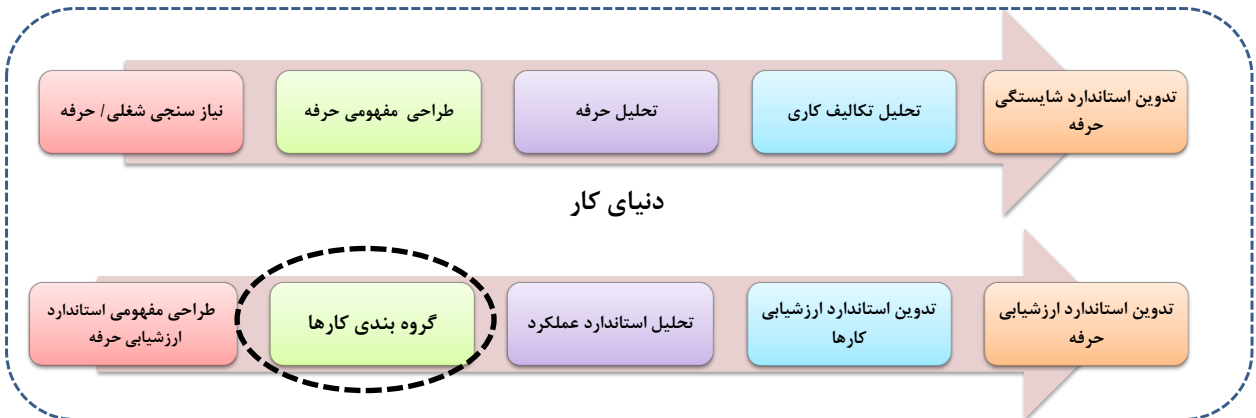 نیاز سنجی شغلی/ حرفه
طراحی مفهومی حرفه
تحلیل حرفه
تحلیل تکالیف کاری
تدوین استاندارد شایستگی
حرفه
دنیای کار
طراحی مفهومی استاندارد
ارزشیابی حرفه
گروه بندی کارها
تحلیل استاندارد عملکرد
تدوین استاندارد ارزشیابی
کارها
تدوین استاندارد ارزشیابی
حرفه